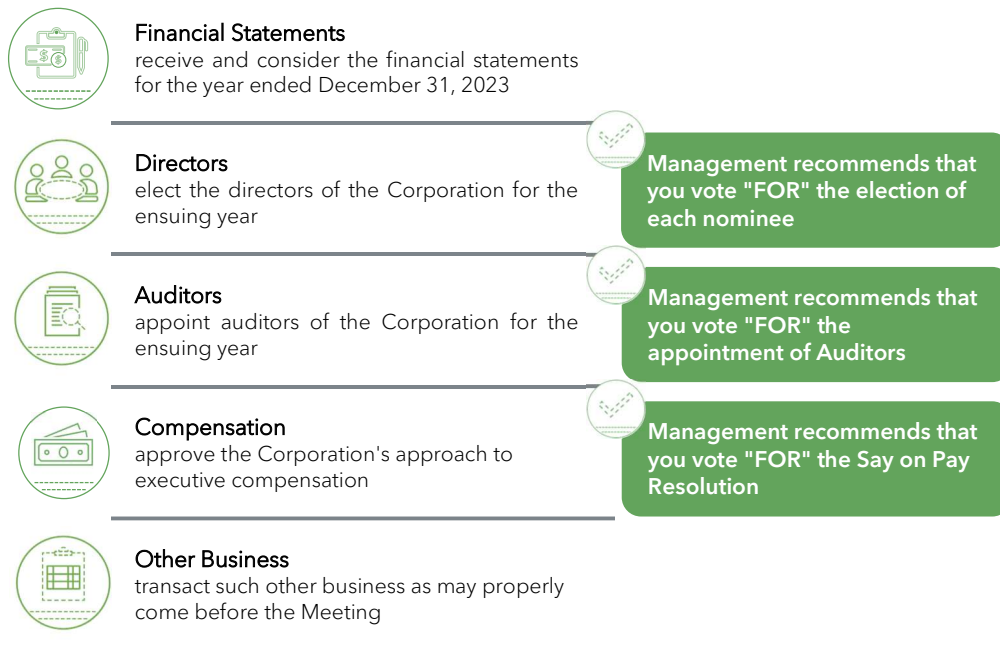 Financial Statements
receive and consider the financial statements
for the year ended December 31, 2023
Directors
elect the directors of the Corporation for the
ensuing year
Management recommends that
you vote "FOR" the election of
each nominee
Auditors
appoint auditors of the Corporation for the
ensuing year
Management recommends that
you vote "FOR" the
appointment of Auditors
Compensation
approve the Corporation's approach to
executive compensation
Management recommends that
you vote "FOR" the Say on Pay
Resolution
Other Business
transact such other business as may properly
come before the Meeting